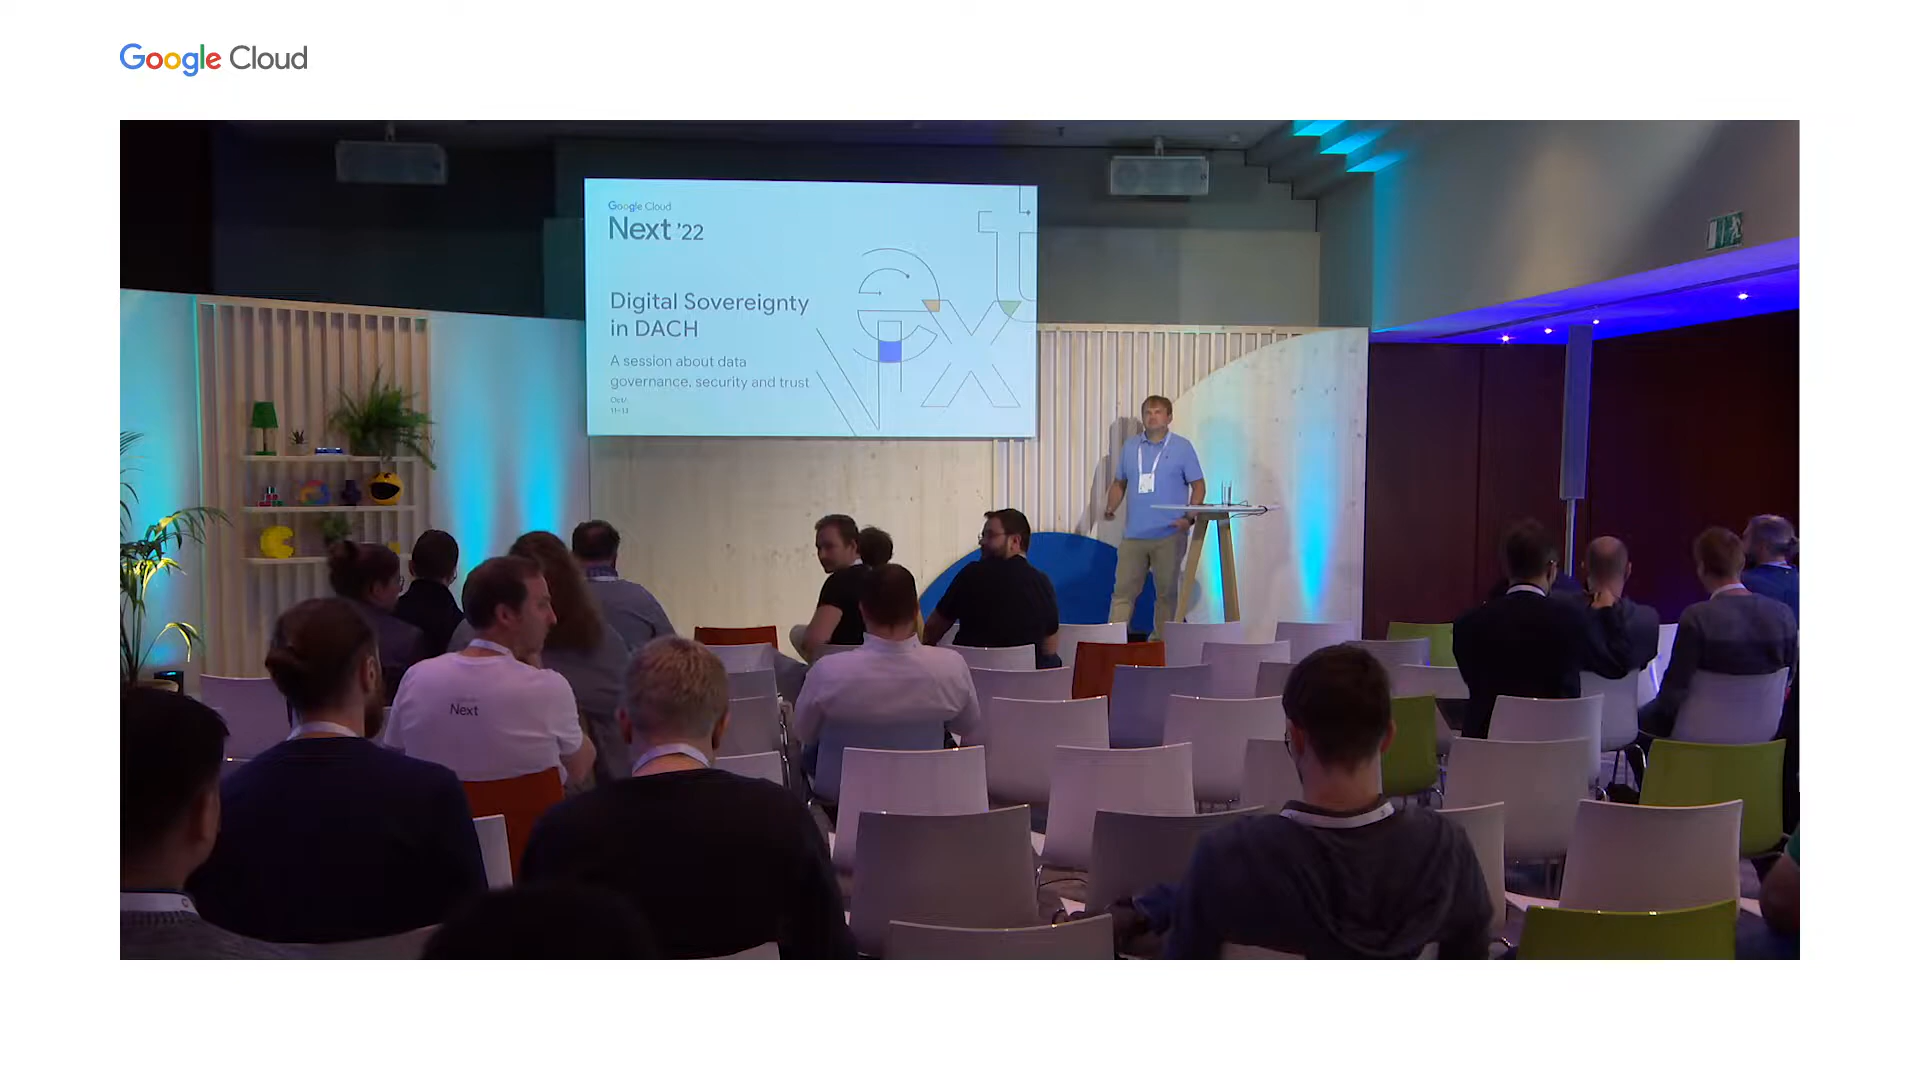 Google Cloud
Google Cloud
Next '22
Digital Sovereignty
in DACH
A session about data
governance, security and trust
Next